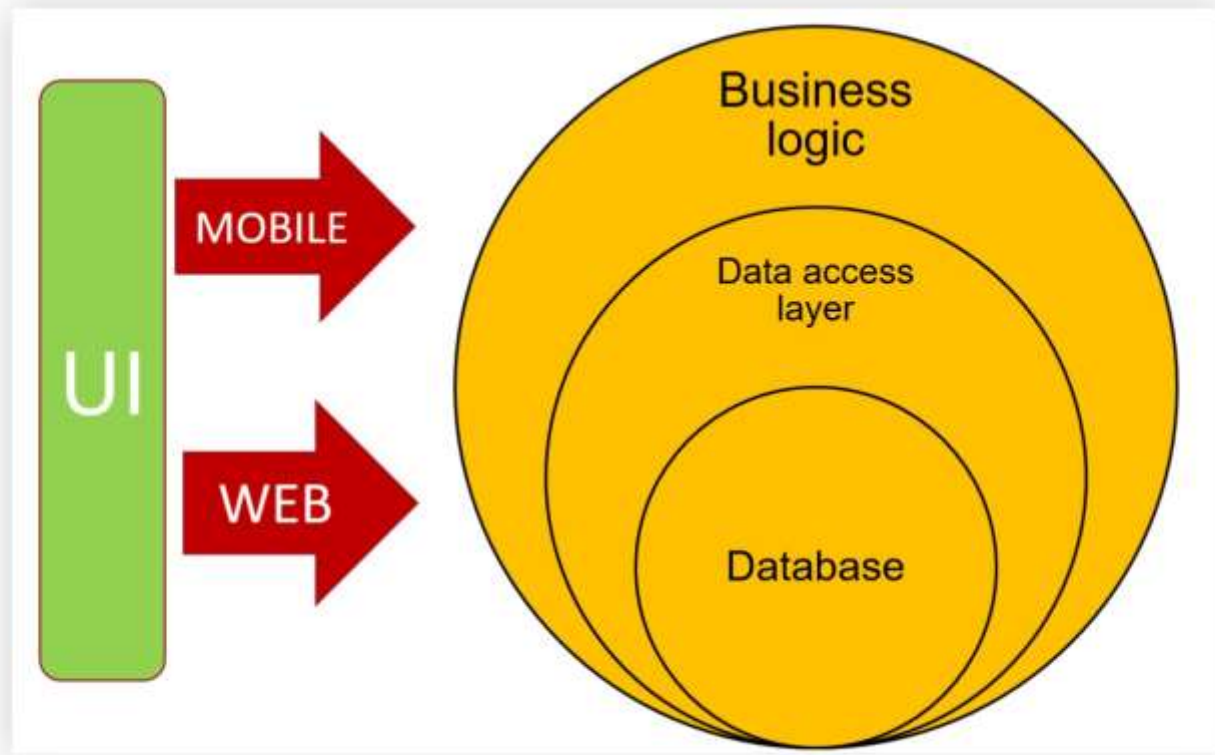 UI
MOBILE
WEB
Business
logic
Data access
layer
Database